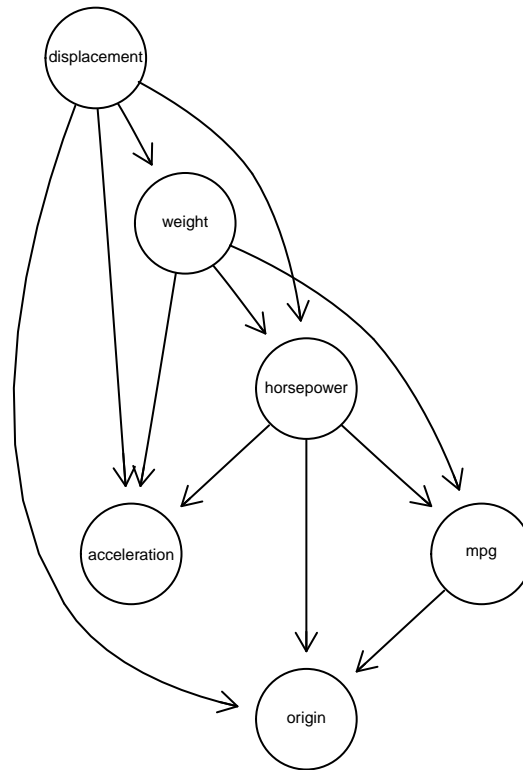 displacement
weight
horsepower
acceleration
mpg
origin